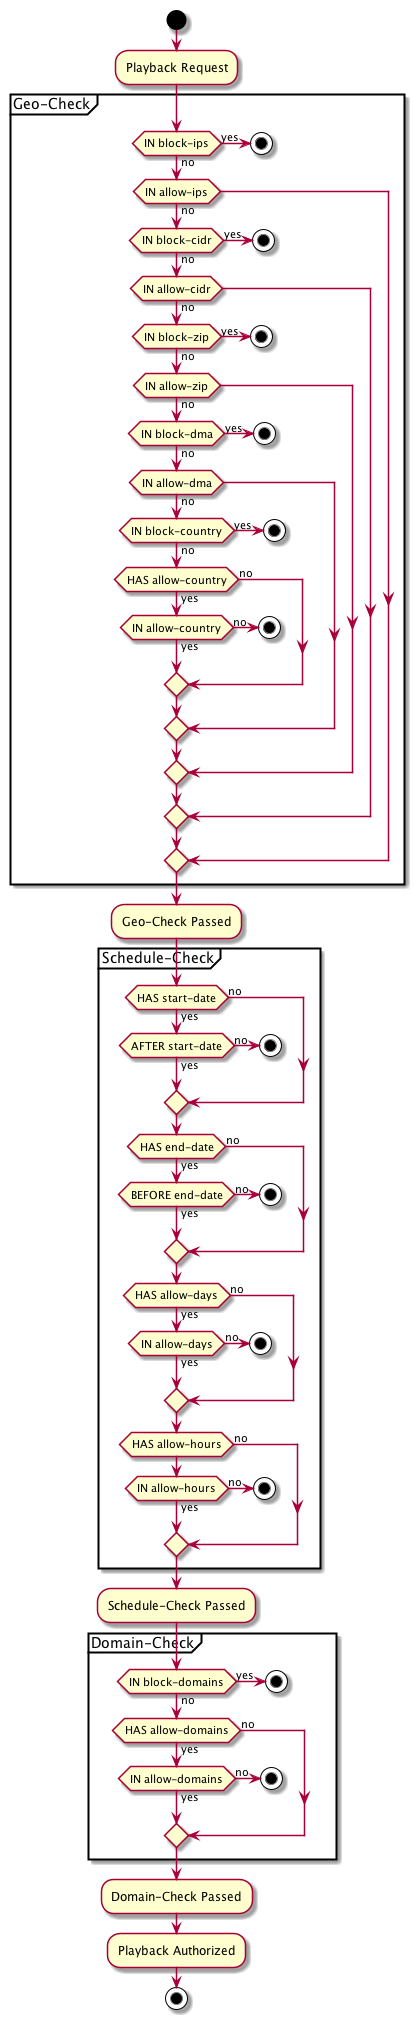 Playback Request
Geo-Check
IN block-ips
yes
no
IN allow-ips
no
IN block-cidr
yes
no
IN allow-cidr
no
IN block-zip
yes
no
IN allow-zip
no
IN block-dma
yes
no
IN allow-dma
no
IN block-country
yes
no
HAS allow-country
no
yes
IN allow-country
no
yes
Geo-Check Passed
Schedule-Check
HAS start-date
no
yes
AFTER start-date
no
yes
HAS end-date
no
yes
BEFORE end-date
no
yes
HAS allow-days
no
yes
IN allow-days
no
yes
HAS allow-hours
no
IN allow-hours
no
yes
Schedule-Check Passed
Domain-Check
IN block-domains
yes
no
HAS allow-domains
no
yes
IN allow-domains
no
yes
Domain-Check Passed
Playback Authorized